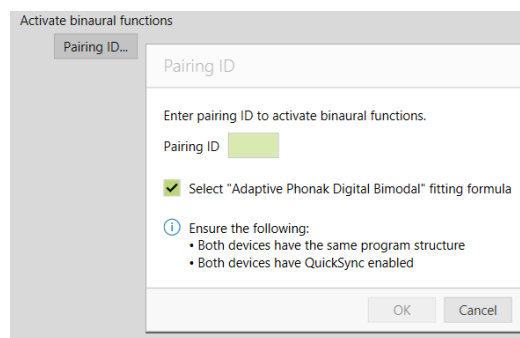 Activate binaural functions
Pairing ID...
Pairing ID
Enter pairing ID to activate binaural functions.
Pairing ID
Select "Adaptive Phonak Digital Bimodal" fitting formula
Ensure the following:
• Both devices have the same program structure
• Both devices have QuickSync enabled
OK Cancel